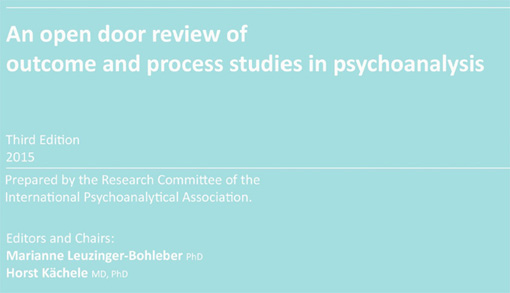 An open door review of
outcome and process studies in psychoanalysis
Third Edition
2015
Prepared by the Research Committee of the
International Psychoanalytical Association.
Editors and Chairs:
Marianne Leuzinger-Bohleber PhD
Horst Kächele MD, PhD